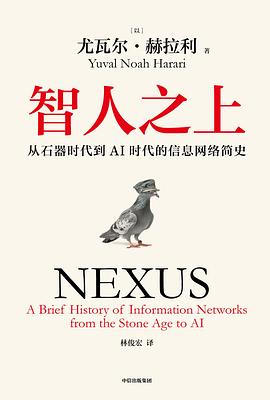 [以]
尤瓦尔·赫拉利 著
Yuval Noah Harari
智人之上
从石器时代到 AI 时代的信息网络简史
NEXUS
A Brief History of Information Networks
from the Stone Age to AI
林俊宏 译
中信出版集团